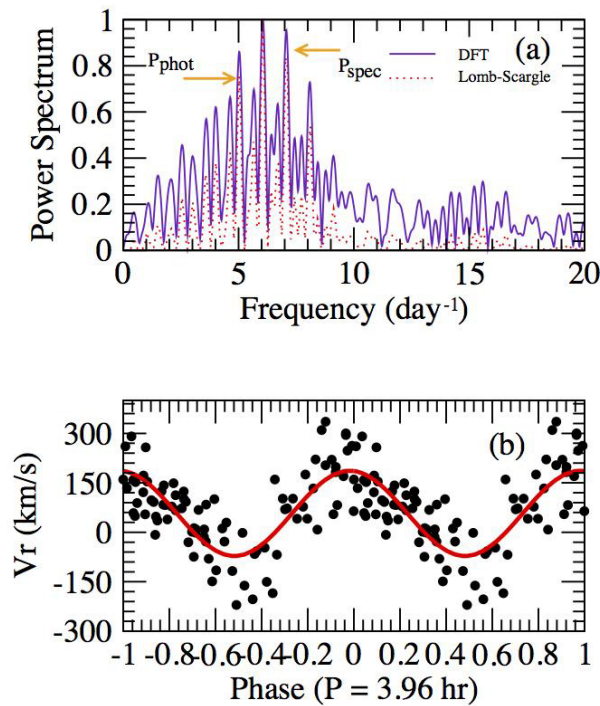 1
0.8
0.6
0.4
0.2
0
Power Spectrum
P_phot
P_spec
DFT
Lomb-Scargle
(a)
0 5 10 15 20
Frequency (day⁻¹)
300
150
0
-150
-300
Vr (km/s)
(b)
-1 -0.8 -0.6 -0.4 -0.2 0 0.2 0.4 0.6 0.8 1
Phase (P = 3.96 hr)